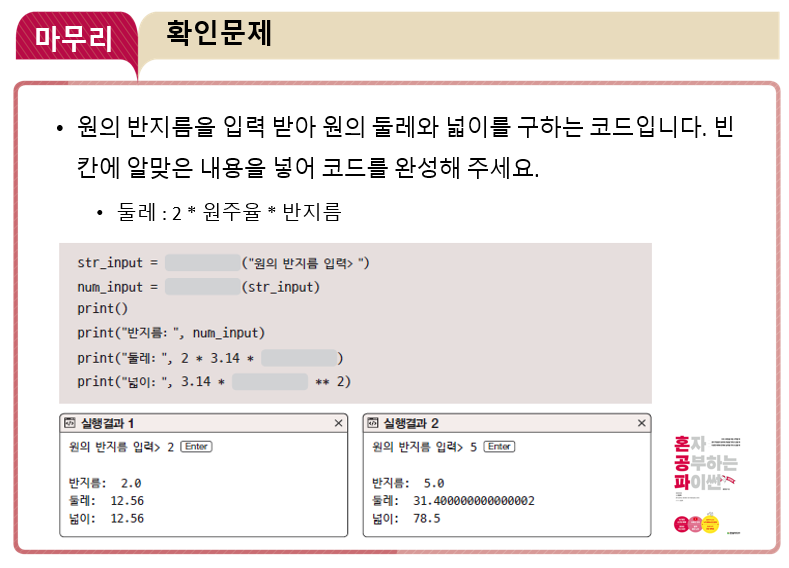 마무리
확인문제
• 원의 반지름을 입력 받아 원의 둘레와 넓이를 구하는 코드입니다. 빈
칸에 알맞은 내용을 넣어 코드를 완성해 주세요.
• 둘레 : 2 * 원주율 * 반지름
str_input = ("원의 반지름 입력> ")
num_input = (str_input)
print()
print("반지름: ", num_input)
print("둘레: ", 2 * 3.14 * )
print("넓이: ", 3.14 * ** 2)
실행결과 1
원의 반지름 입력> 2 Enter
반지름: 2.0
둘레: 12.56
넓이: 12.56
실행결과 2
원의 반지름 입력> 5 Enter
반지름: 5.0
둘레: 31.400000000000002
넓이: 78.5
혼자
공부하는
파이썬